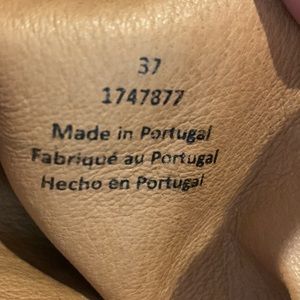 37
1747877
Made in Portugal
Fabriqué au Portugal
Hecho en Portugal